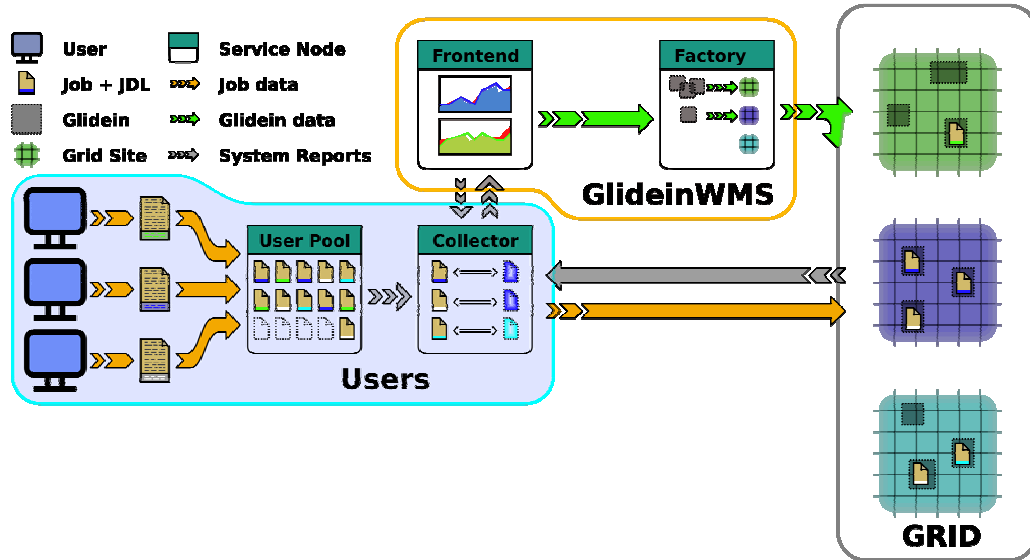 User
Service Node
Job + JDL
Job data
Glidein
Glidein data
Grid Site
System Reports
Frontend
Factory
GlideinWMS
User Pool
Collector
Users
GRID